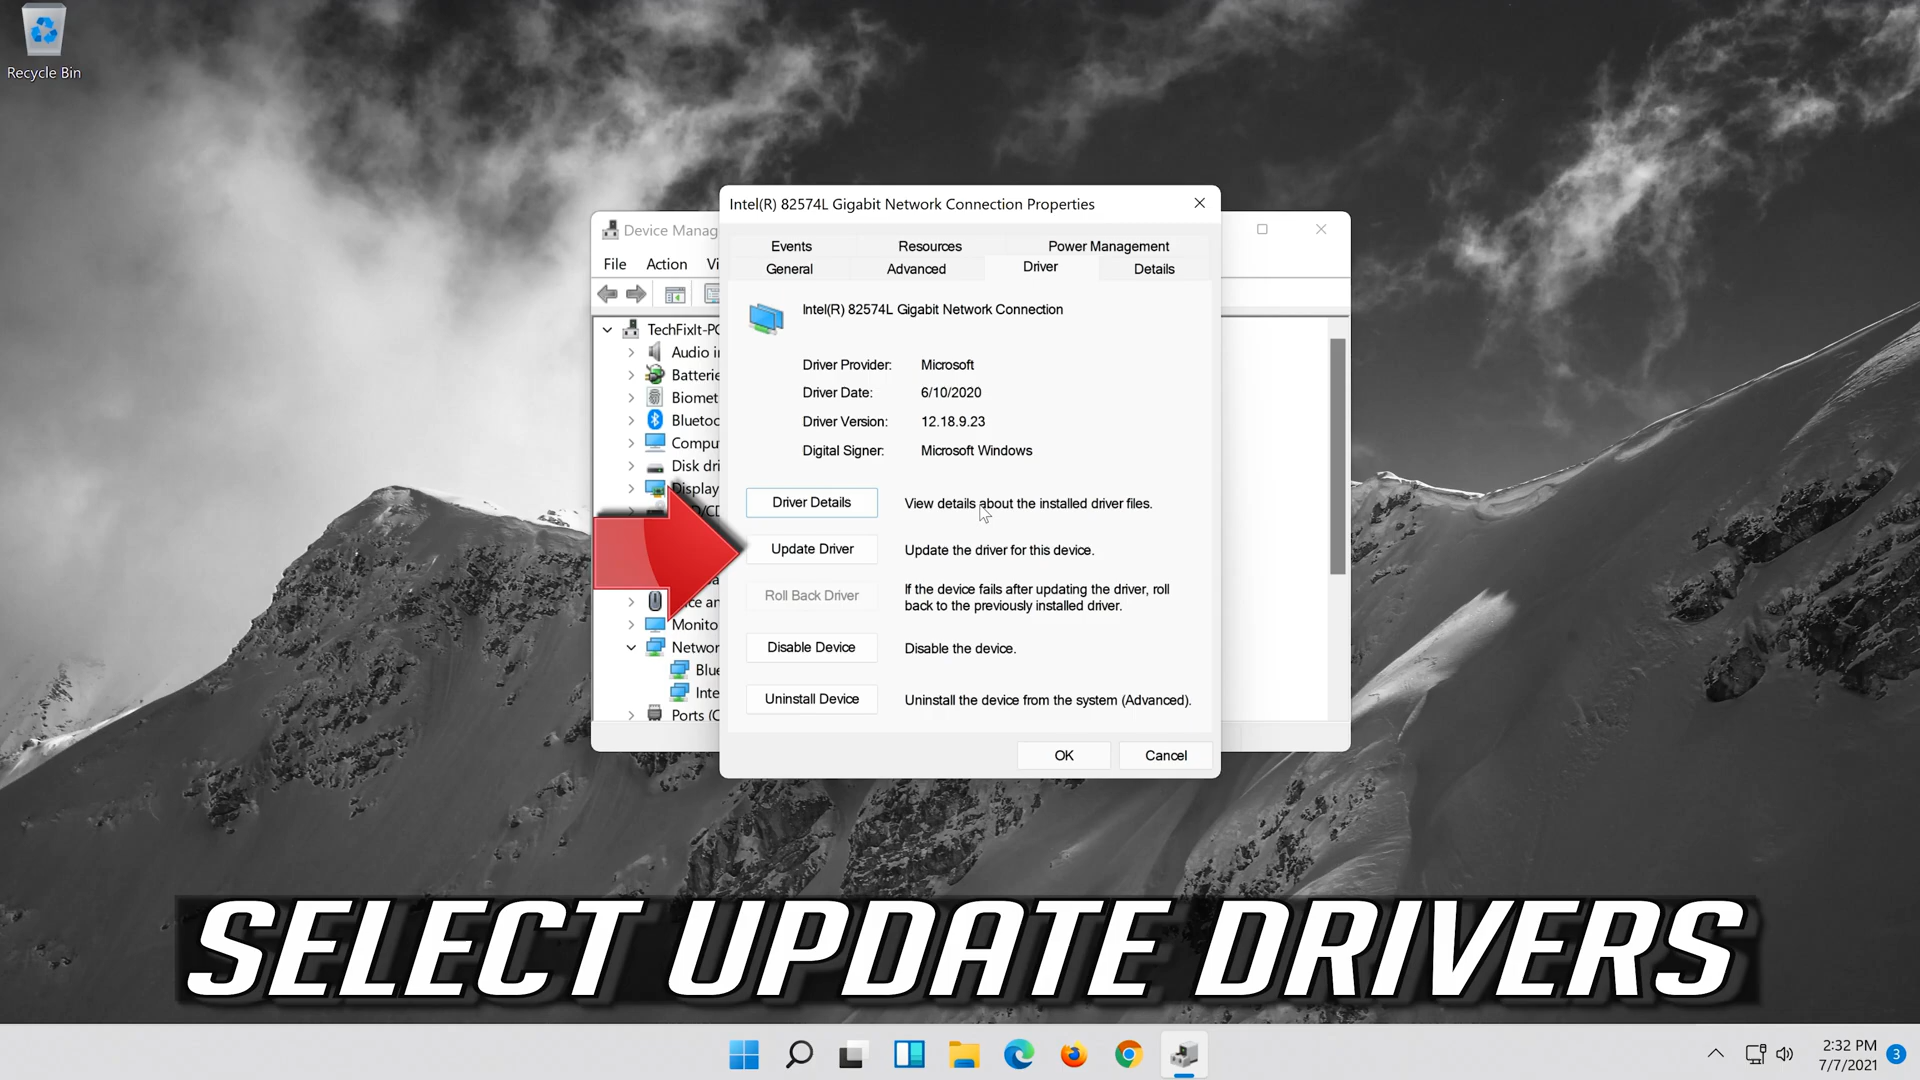 Recycle Bin
Intel(R) 82574L Gigabit Network Connection Properties
Device Manag
File Action Vi
Events Resources Power Management
General Advanced Driver Details
Intel(R) 82574L Gigabit Network Connection
Driver Provider: Microsoft
Driver Date: 6/10/2020
Driver Version: 12.18.9.23
Digital Signer: Microsoft Windows
Driver Details View details about the installed driver files.
Update Driver Update the driver for this device.
Roll Back Driver If the device fails after updating the driver, roll
back to the previously installed driver.
Disable Device Disable the device.
Uninstall Device Uninstall the device from the system (Advanced).
OK Cancel
TechFixIt-PC
Audio i
Batterie
Biomet
Bluetoo
Compu
Disk dri
Display
/CD
ice an
Monito
Networ
Blue
Inte
Ports (C
SELECT UPDATE DRIVERS
2:32 PM
7/7/2021
3